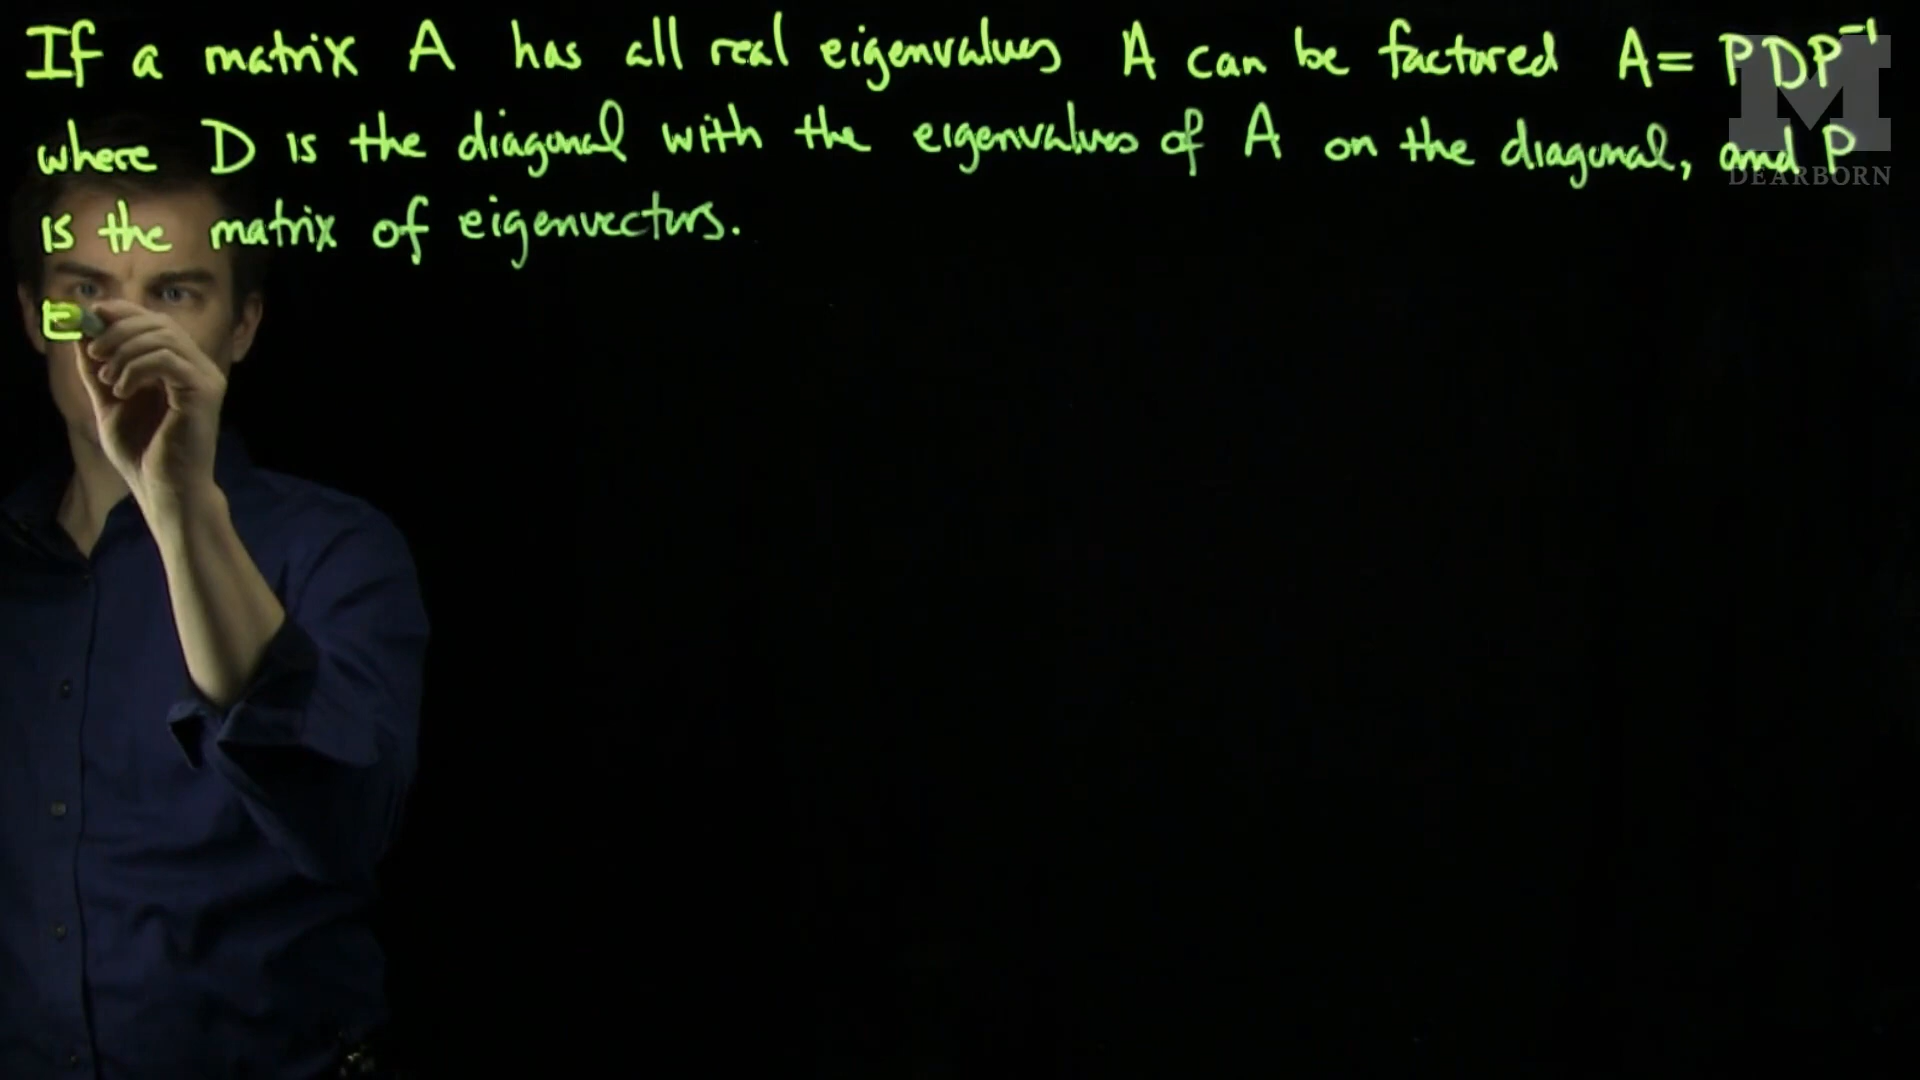 If a matrix A has all real eigenvalues A can be factored A = PDP⁻¹
where D is the diagonal with the eigenvalues of A on the diagonal, and P
is the matrix of eigenvectors.
E
M
DEARBORN